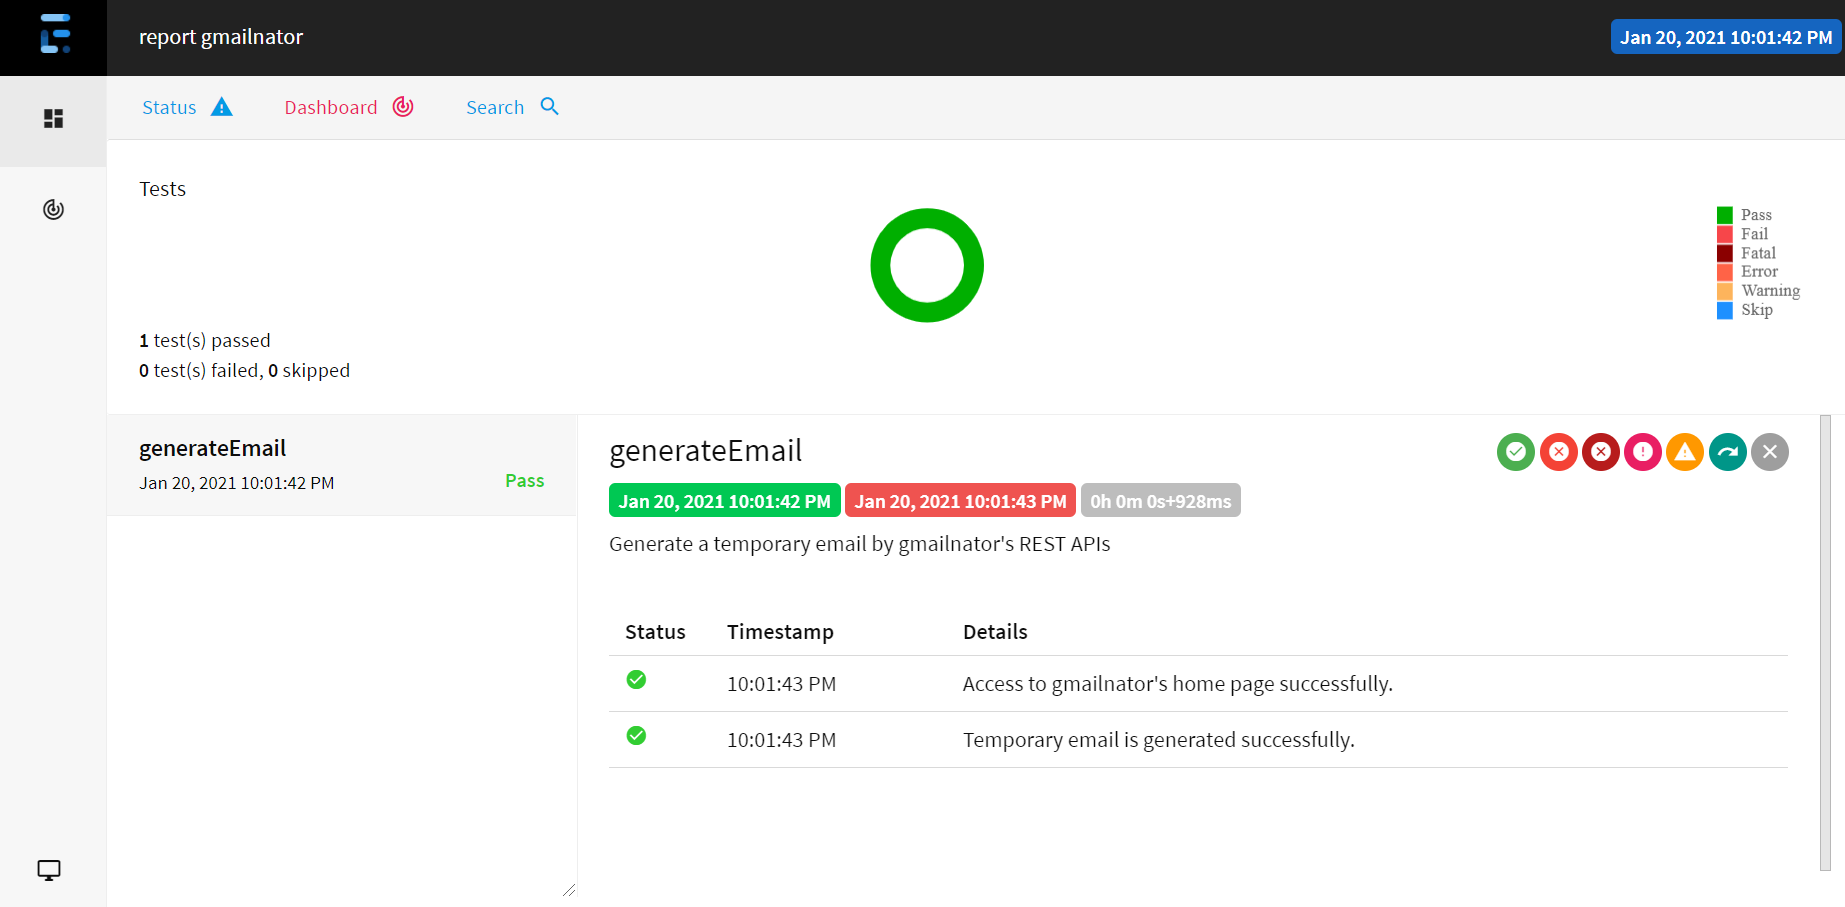 report gmailnator
Jan 20, 2021 10:01:42 PM
Status
Dashboard
Search
Tests
Pass
Fail
Fatal
Error
Warning
Skip
1 test(s) passed
0 test(s) failed, 0 skipped
generateEmail
Jan 20, 2021 10:01:42 PM
Pass
generateEmail
Jan 20, 2021 10:01:42 PM Jan 20, 2021 10:01:43 PM 0h 0m 0s+928ms
Generate a temporary email by gmailnator's REST APIs
Status Timestamp Details
10:01:43 PM Access to gmailnator's home page successfully.
10:01:43 PM Temporary email is generated successfully.